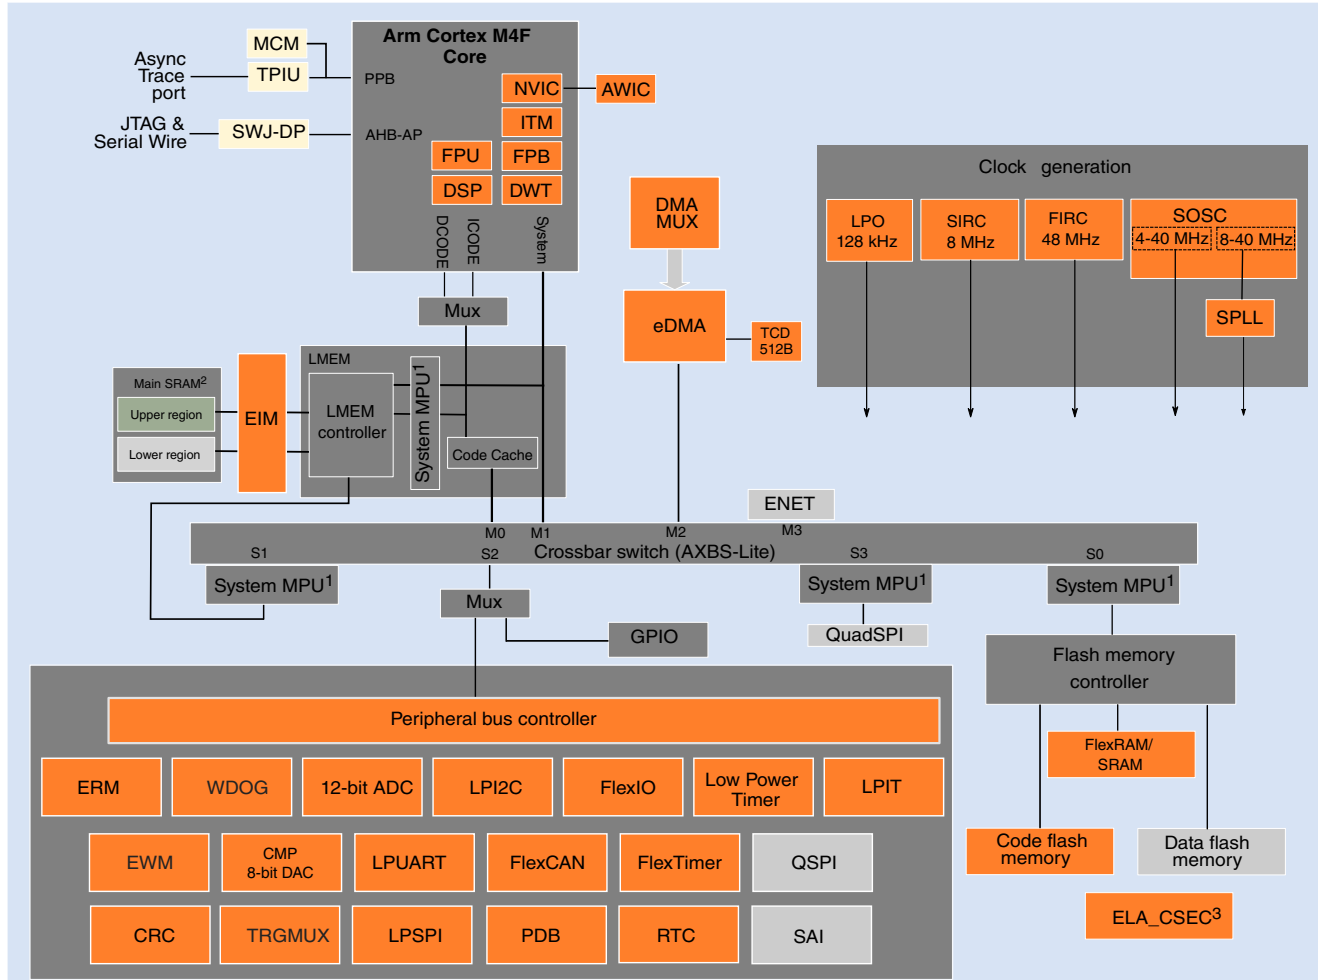 MCM
Async
Trace
port
TPIU
JTAG &
Serial Wire
SWJ-DP
Arm Cortex M4F
Core
PPB
AHB-AP
NVIC
AWIC
ITM
FPU
FPB
DSP
DWT
DCODE
ICODE
System
Mux
DMA
MUX
eDMA
TCD
512B
Clock generation
LPO
128 kHz
SIRC
8 MHz
FIRC
48 MHz
SOSC
4-40 MHz
8-40 MHz
SPLL
Main SRAM2
Upper region
Lower region
EIM
LMEM
LMEM
controller
System MPU1
Code Cache
ENET
M0
M1
M2
M3
Crossbar switch (AXBS-Lite)
S1
S2
S3
S0
System MPU1
System MPU1
System MPU1
Mux
GPIO
QuadSPI
Flash memory
controller
FlexRAM/
SRAM
Code flash
memory
Data flash
memory
ELA_CSEC3
Peripheral bus controller
ERM
WDOG
12-bit ADC
LPI2C
FlexIO
Low Power
Timer
LPIT
EWM
CMP
8-bit DAC
LPUART
FlexCAN
FlexTimer
QSPI
CRC
TRGMUX
LPSPI
PDB
RTC
SAI